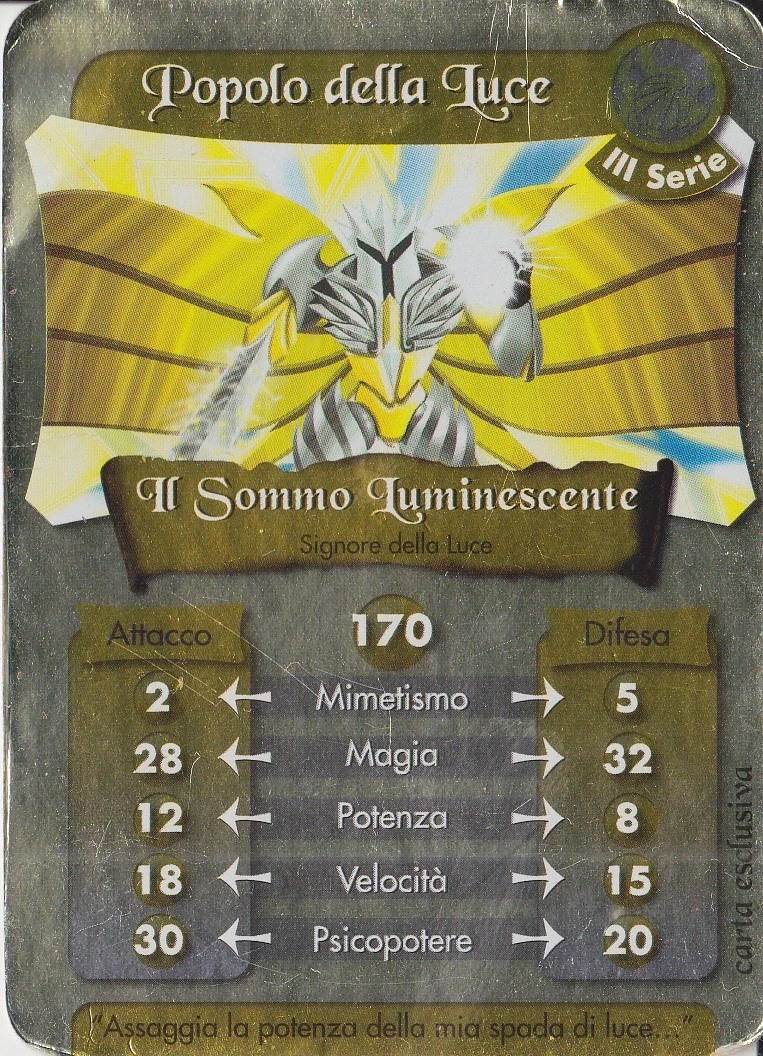 Popolo della Luce
III Serie
Il Sommo Luminescente
Signore della Luce
Attacco 170 Difesa
2 Mimetismo 5
28 Magia 32
12 Potenza 8
18 Velocità 15
30 Psicopotere 20
carta esclusiva
"Assaggia la potenza della mia spada di luce..."